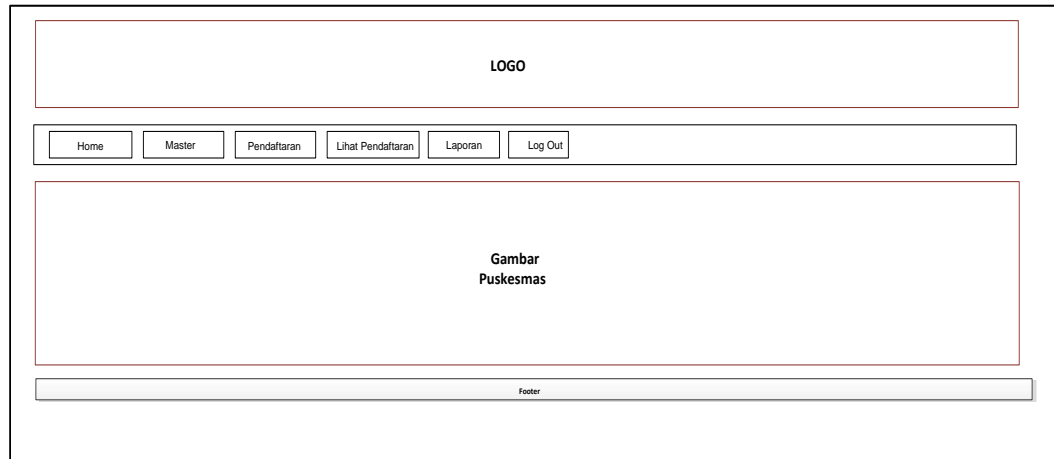 LOGO
Home Master Pendaftaran Lihat Pendaftaran Laporan Log Out
Gambar
Puskesmas
Footer